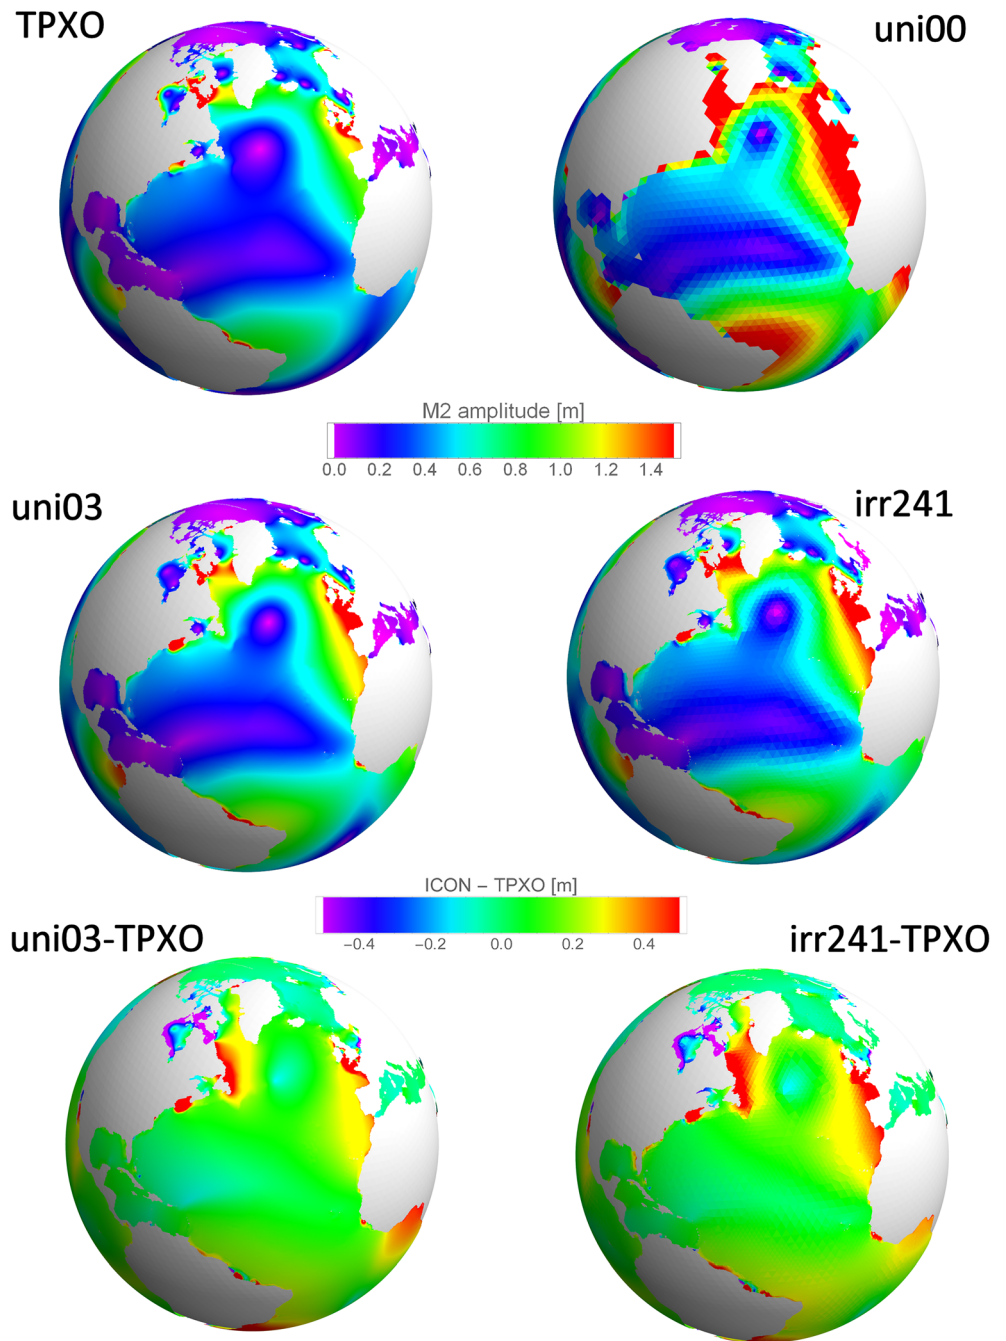 TPXO
uni00
M2 amplitude [m]
0.0 0.2 0.4 0.6 0.8 1.0 1.2 1.4
uni03
irr241
ICON – TPXO [m]
−0.4 −0.2 0.0 0.2 0.4
uni03-TPXO
irr241-TPXO